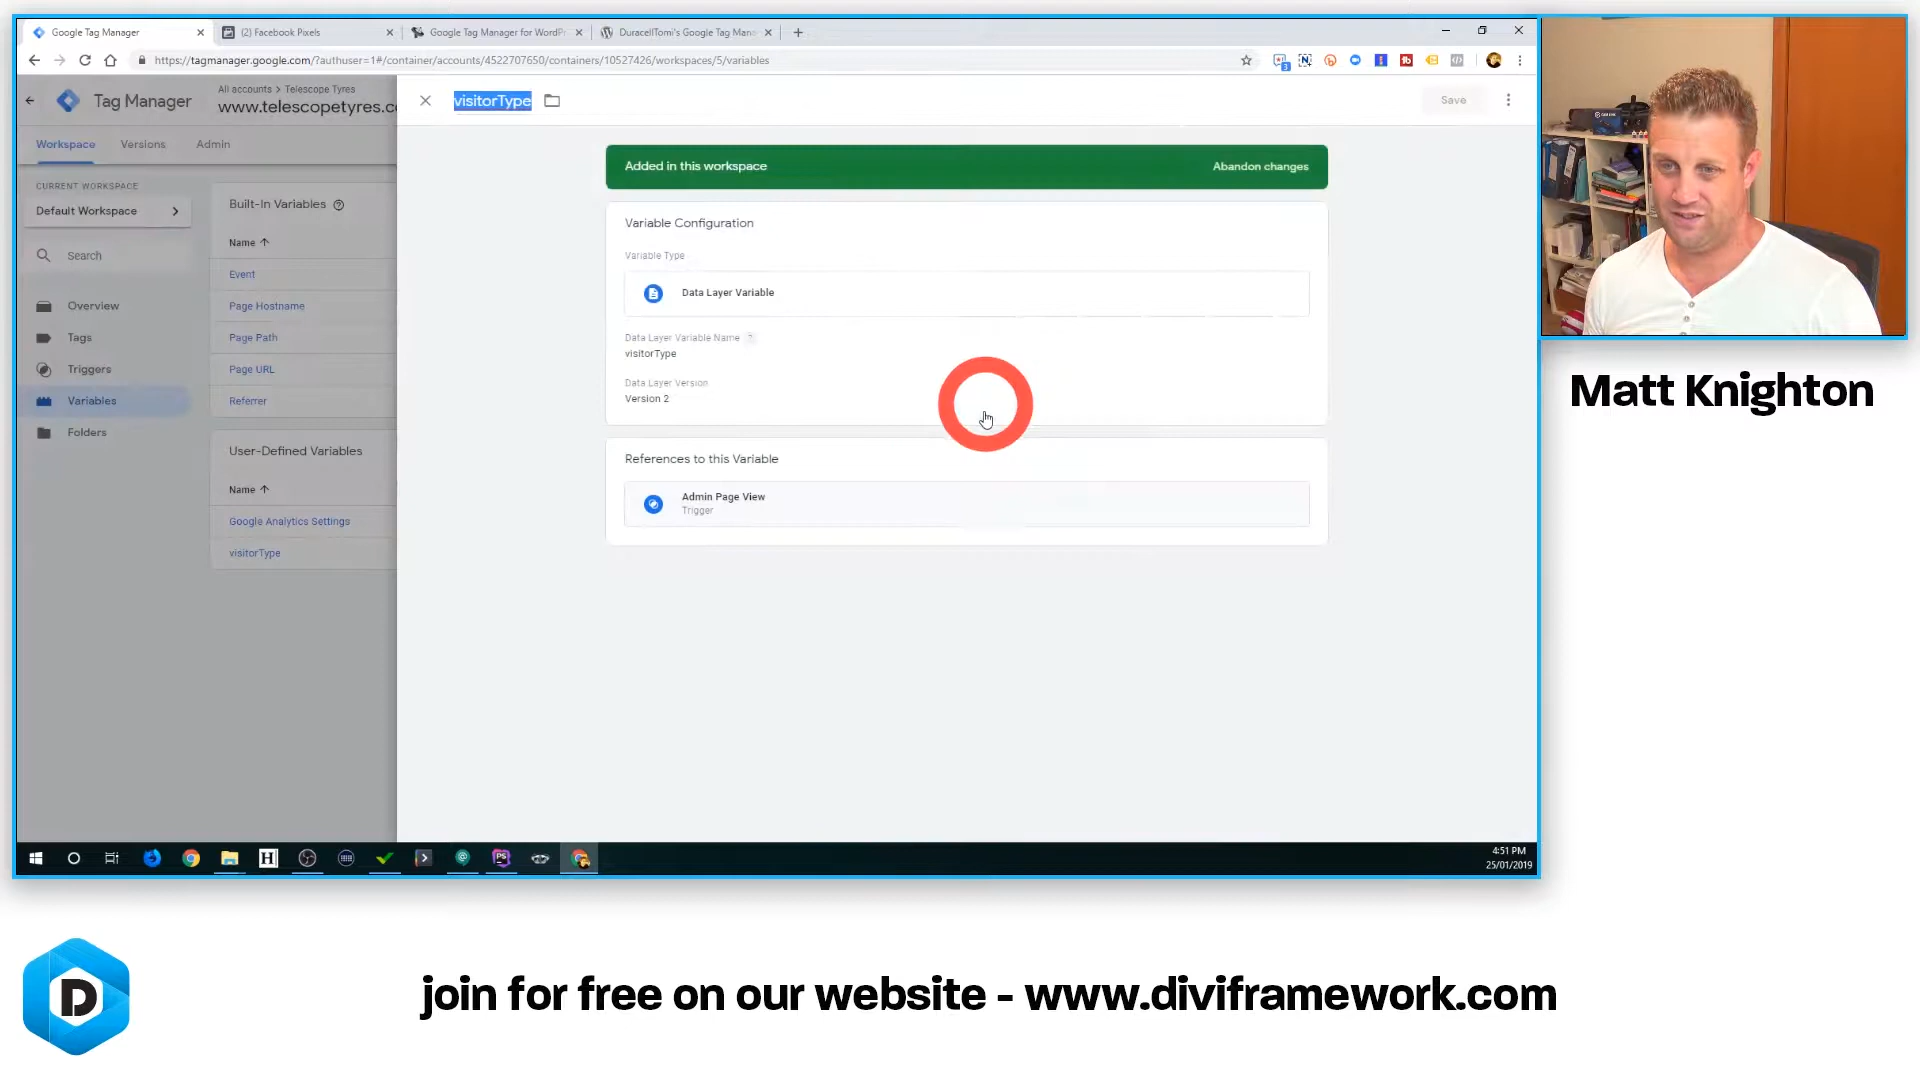 Google Tag Manager
(2) Facebook Pixels
Google Tag Manager for WordPr
DuracellTomi's Google Tag Mana
https://tagmanager.google.com/?authuser=1#/container/accounts/4522707650/containers/10527426/workspaces/5/variables
Tag Manager
All accounts > Telescope Tyres
www.telescopetyres.co
visitorType
Save
Workspace
Versions
Admin
CURRENT WORKSPACE
Default Workspace
Search
Overview
Tags
Triggers
Variables
Folders
Built-In Variables
Name
Event
Page Hostname
Page Path
Page URL
Referrer
User-Defined Variables
Name
Google Analytics Settings
visitorType
Added in this workspace
Abandon changes
Variable Configuration
Variable Type
Data Layer Variable
Data Layer Variable Name ?
visitorType
Data Layer Version
Version 2
References to this Variable
Admin Page View
Trigger
4:51 PM
25/01/2019
Matt Knighton
D
join for free on our website - www.diviframework.com